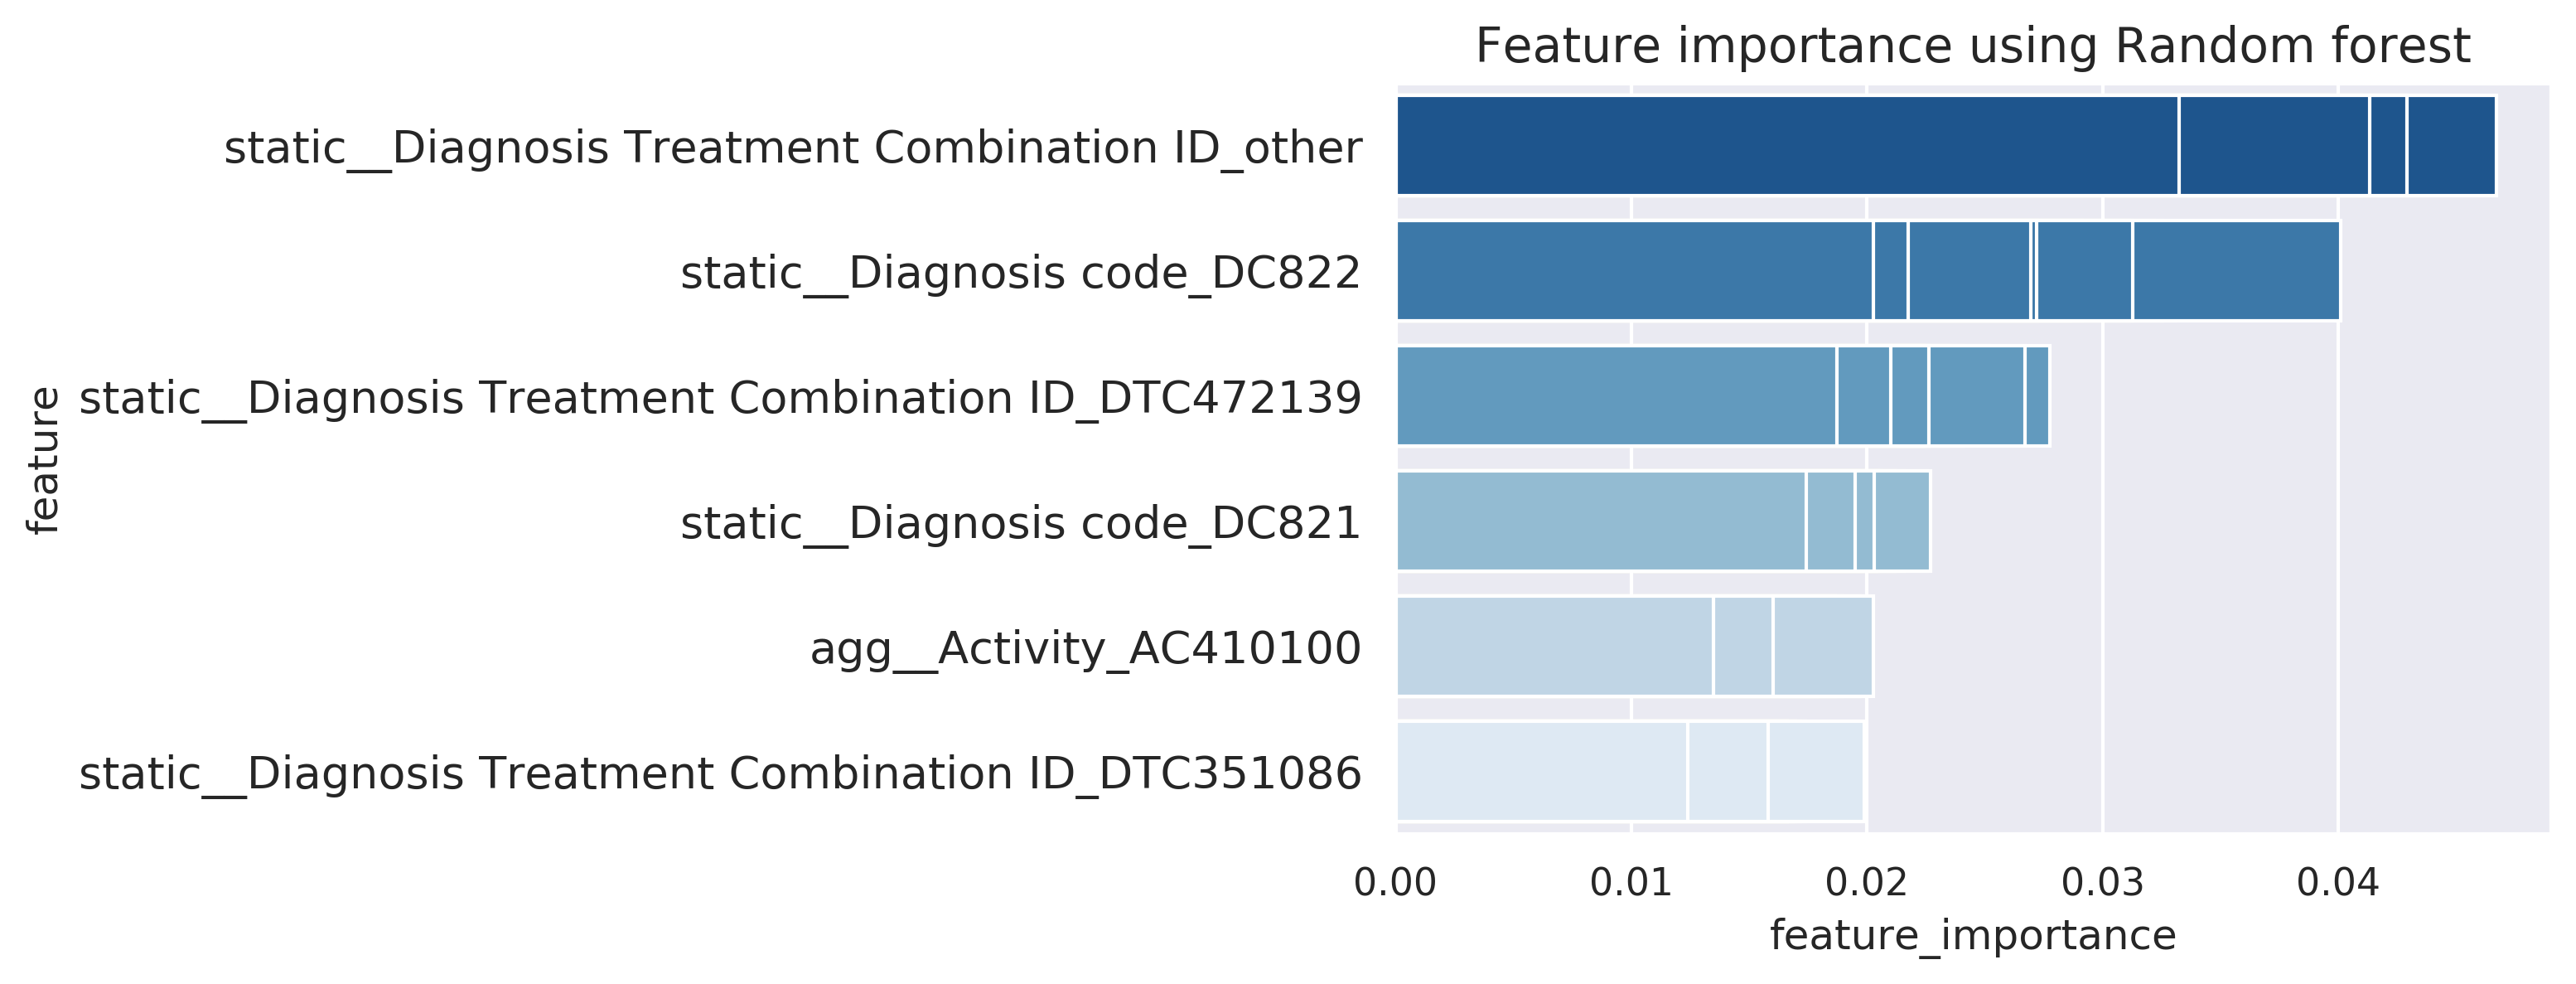 Feature importance using Random forest
static__Diagnosis Treatment Combination ID_other
static__Diagnosis code_DC822
static__Diagnosis Treatment Combination ID_DTC472139
static__Diagnosis code_DC821
agg__Activity_AC410100
static__Diagnosis Treatment Combination ID_DTC351086
feature
0.00 0.01 0.02 0.03 0.04
feature_importance